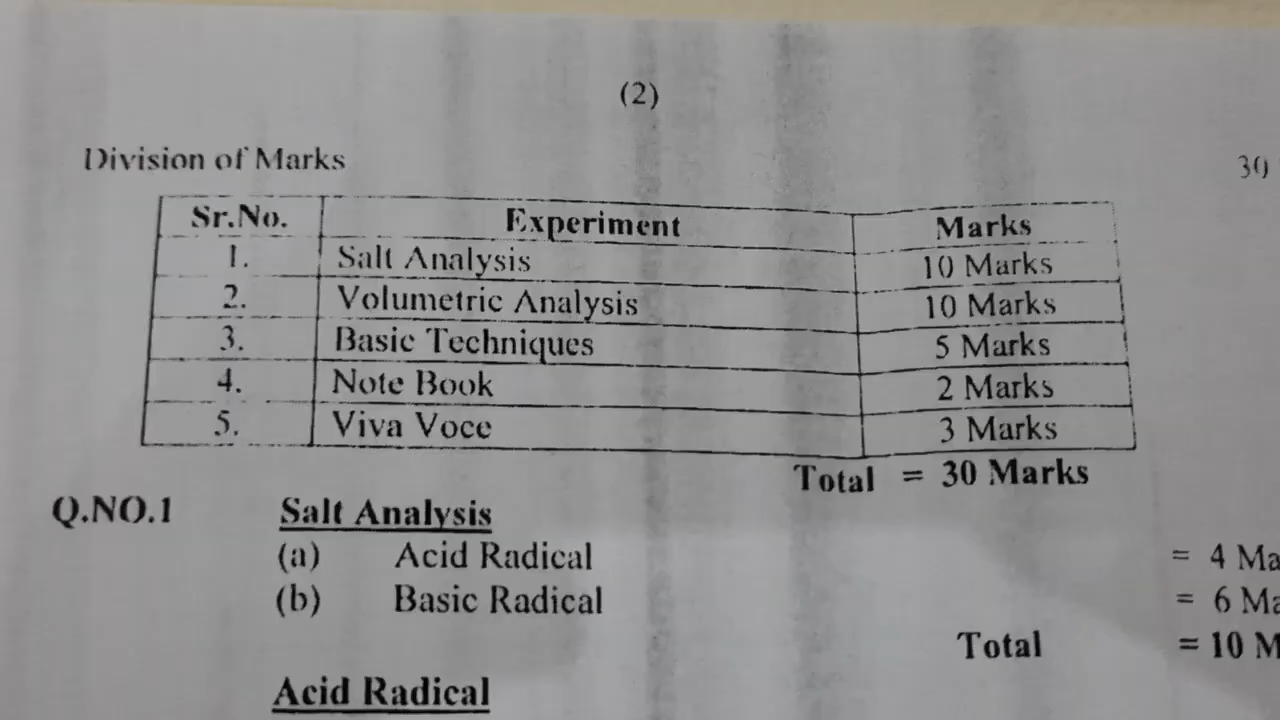 (2)
Division of Marks 30
Sr.No. Experiment Marks
1. Salt Analysis 10 Marks
2. Volumetric Analysis 10 Marks
3. Basic Techniques 5 Marks
4. Note Book 2 Marks
5. Viva Voce 3 Marks
Total = 30 Marks
Q.NO.1 Salt Analysis
(a) Acid Radical = 4 Ma
(b) Basic Radical = 6 Ma
Total = 10 M
Acid Radical